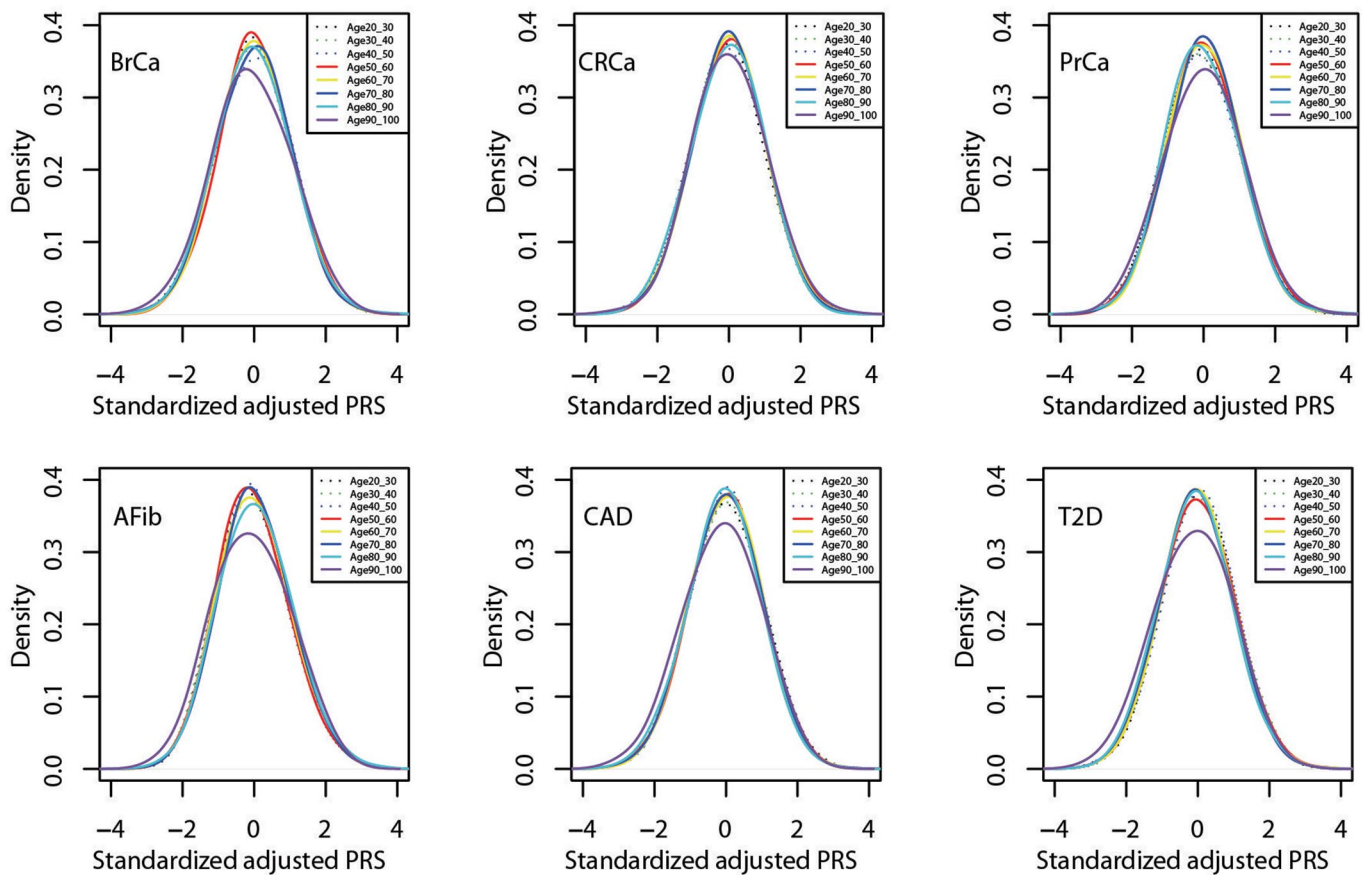 BrCa
Density
0.4
0.3
0.2
0.1
0.0
Age20_30
Age30_40
Age40_50
Age50_60
Age60_70
Age70_80
Age80_90
Age90_100
−4 −2 0 2 4
Standardized adjusted PRS
CRCa
Density
0.4
0.3
0.2
0.1
0.0
Age20_30
Age30_40
Age40_50
Age50_60
Age60_70
Age70_80
Age80_90
Age90_100
−4 −2 0 2 4
Standardized adjusted PRS
PrCa
Density
0.4
0.3
0.2
0.1
0.0
Age20_30
Age30_40
Age40_50
Age50_60
Age60_70
Age70_80
Age80_90
Age90_100
−4 −2 0 2 4
Standardized adjusted PRS
AFib
Density
0.4
0.3
0.2
0.1
0.0
Age20_30
Age30_40
Age40_50
Age50_60
Age60_70
Age70_80
Age80_90
Age90_100
−4 −2 0 2 4
Standardized adjusted PRS
CAD
Density
0.4
0.3
0.2
0.1
0.0
Age20_30
Age30_40
Age40_50
Age50_60
Age60_70
Age70_80
Age80_90
Age90_100
−4 −2 0 2 4
Standardized adjusted PRS
T2D
Density
0.4
0.3
0.2
0.1
0.0
Age20_30
Age30_40
Age40_50
Age50_60
Age60_70
Age70_80
Age80_90
Age90_100
−4 −2 0 2 4
Standardized adjusted PRS